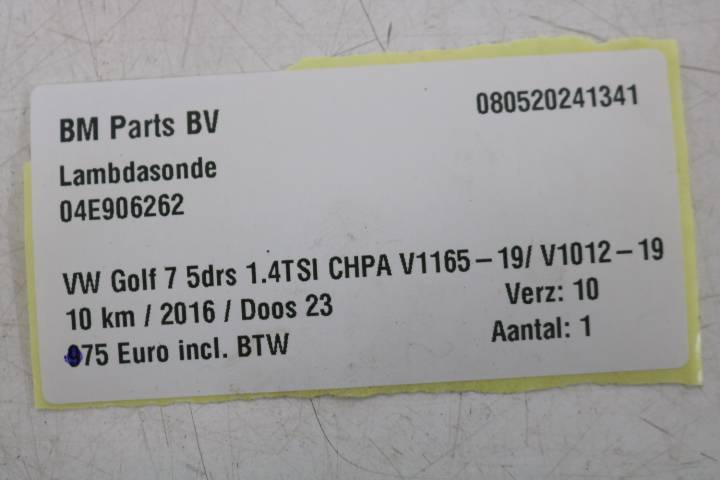 BM Parts BV
080520241341
Lambdasonde
04E906262
VW Golf 7 5drs 1.4TSI CHPA V1165-19/ V1012-19
10 km / 2016 / Doos 23
Verz: 10
75 Euro incl. BTW
Aantal: 1